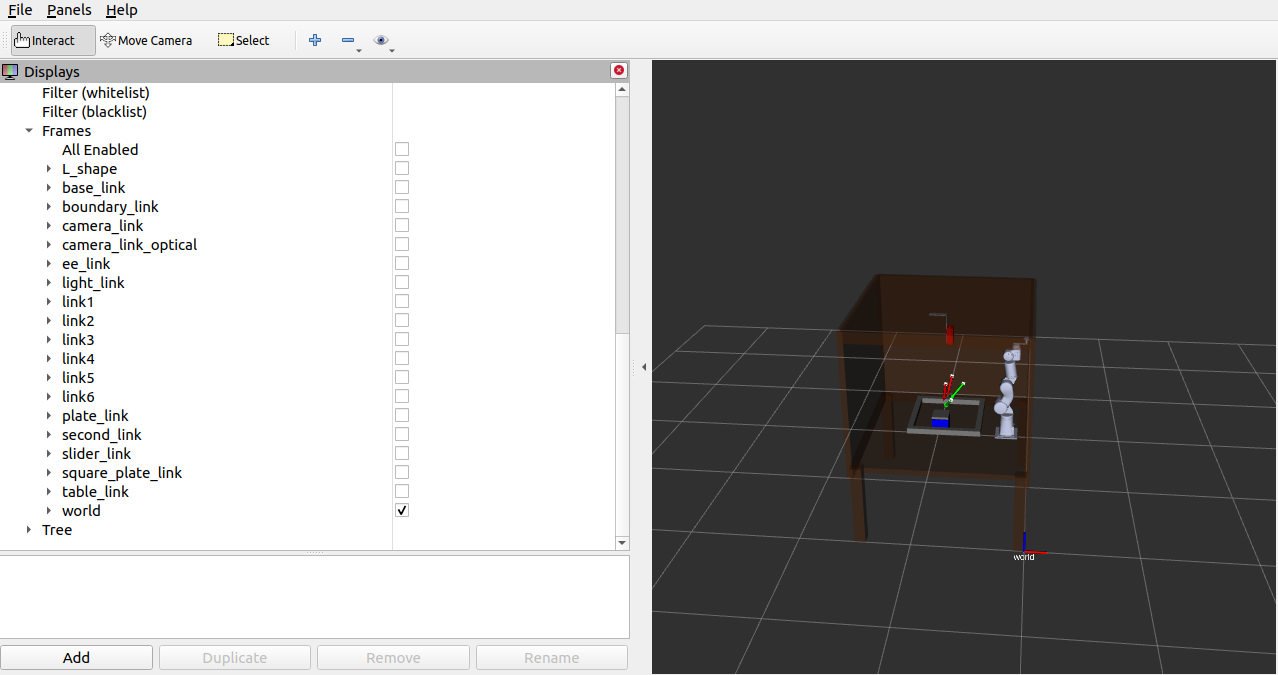 File Panels Help
Interact Move Camera Select
Displays
Filter (whitelist)
Filter (blacklist)
Frames
All Enabled
L_shape
base_link
boundary_link
camera_link
camera_link_optical
ee_link
light_link
link1
link2
link3
link4
link5
link6
plate_link
second_link
slider_link
square_plate_link
table_link
world
Tree
world
Add Duplicate Remove Rename